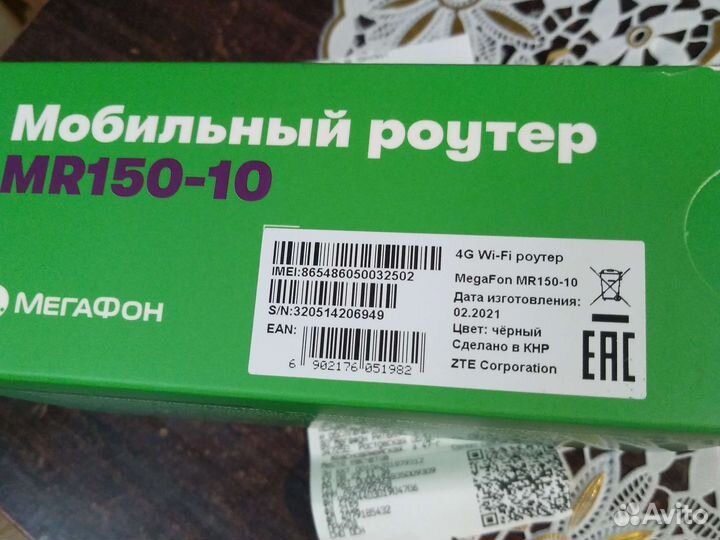 Мобильный роутер
MR150-10
МЕГАФОН
IMEI:865486050032502
S/N:320514206949
EAN:
6 902176 051982
4G Wi-Fi роутер
MegaFon MR150-10
Дата изготовления:
02.2021
Цвет: чёрный
Сделано в КНР
ZTE Corporation
EAC
Avito